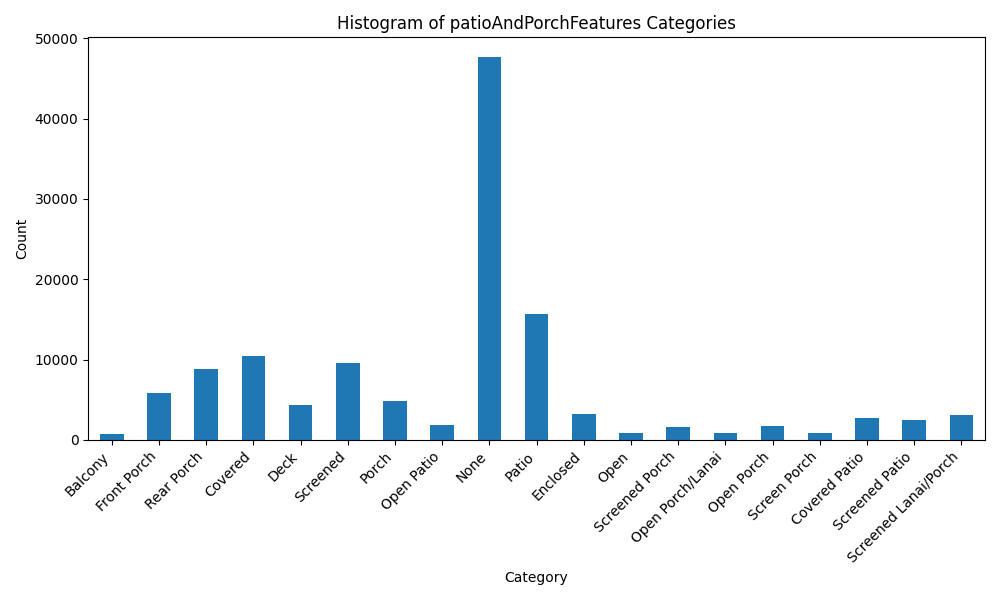 Histogram of patioAndPorchFeatures Categories
50000
40000
30000
20000
10000
0
Count
Balcony
Front Porch
Rear Porch
Covered
Deck
Screened
Porch
Open Patio
None
Patio
Enclosed
Open
Screened Porch
Open Porch/Lanai
Open Porch
Screen Porch
Covered Patio
Screened Patio
Screened Lanai/Porch
Category